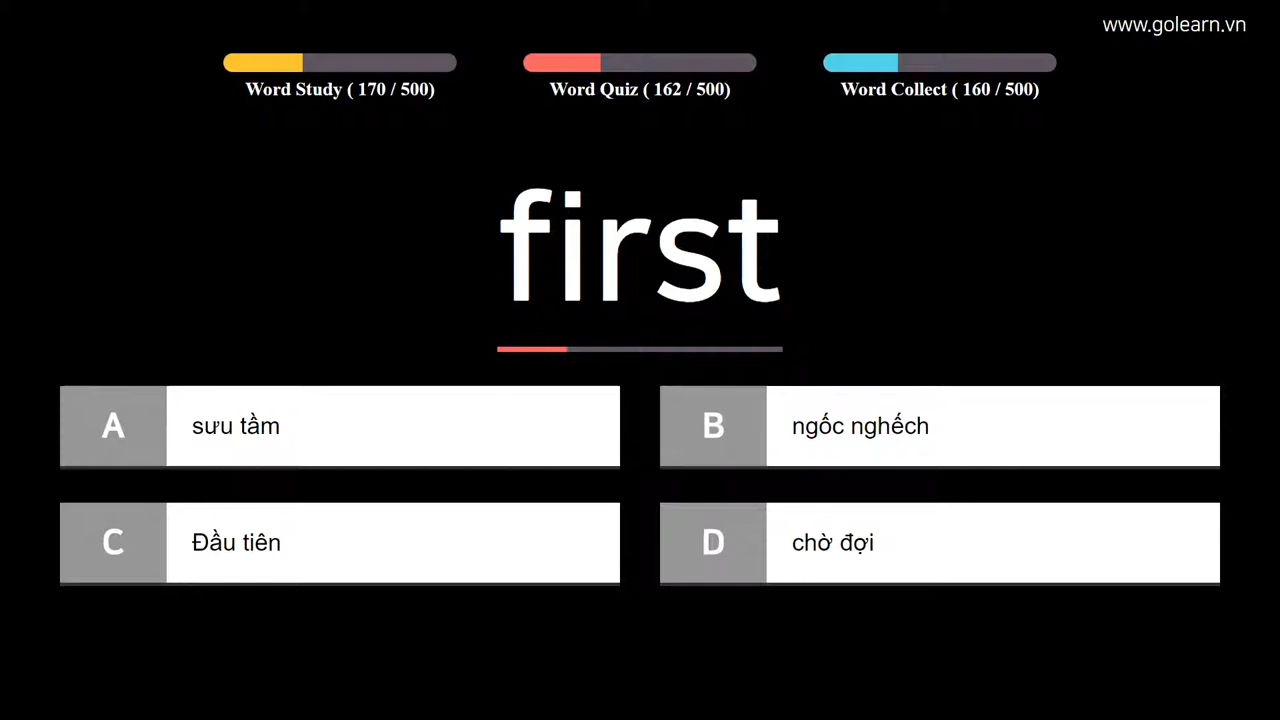 www.golearn.vn
Word Study ( 170 / 500)
Word Quiz ( 162 / 500)
Word Collect ( 160 / 500)
first
A
sưu tầm
B
ngốc nghếch
C
Đầu tiên
D
chờ đợi